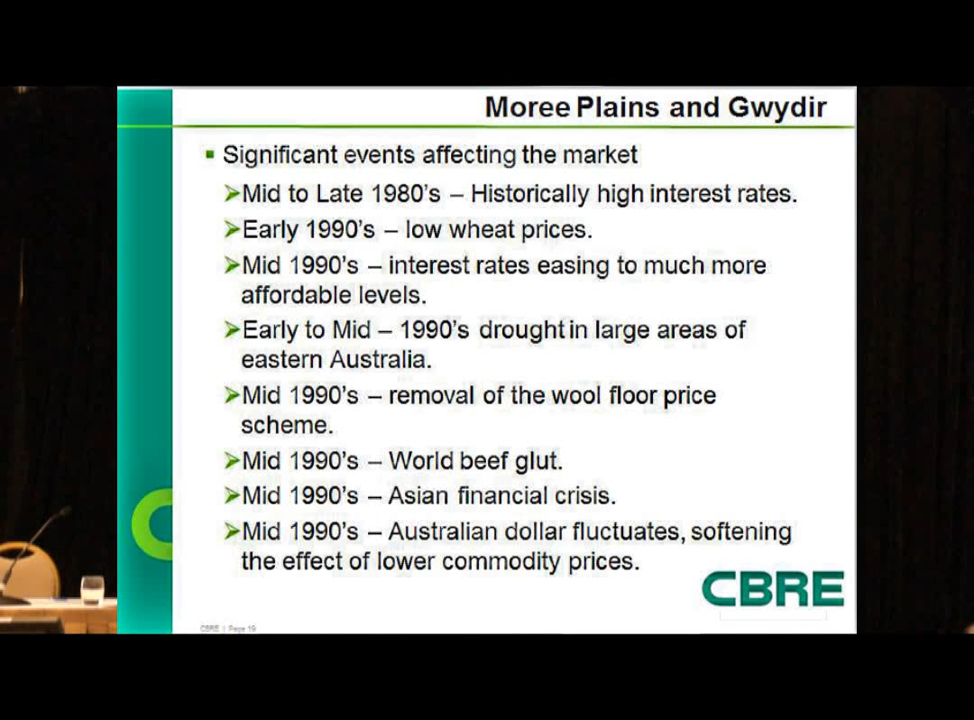 Moree Plains and Gwydir
▪ Significant events affecting the market
➢Mid to Late 1980's – Historically high interest rates.
➢Early 1990's – low wheat prices.
➢Mid 1990's – interest rates easing to much more
affordable levels.
➢Early to Mid – 1990's drought in large areas of
eastern Australia.
➢Mid 1990's – removal of the wool floor price
scheme.
➢Mid 1990's – World beef glut.
➢Mid 1990's – Asian financial crisis.
➢Mid 1990's – Australian dollar fluctuates, softening
the effect of lower commodity prices.
CBRE
CBRE | Page 19